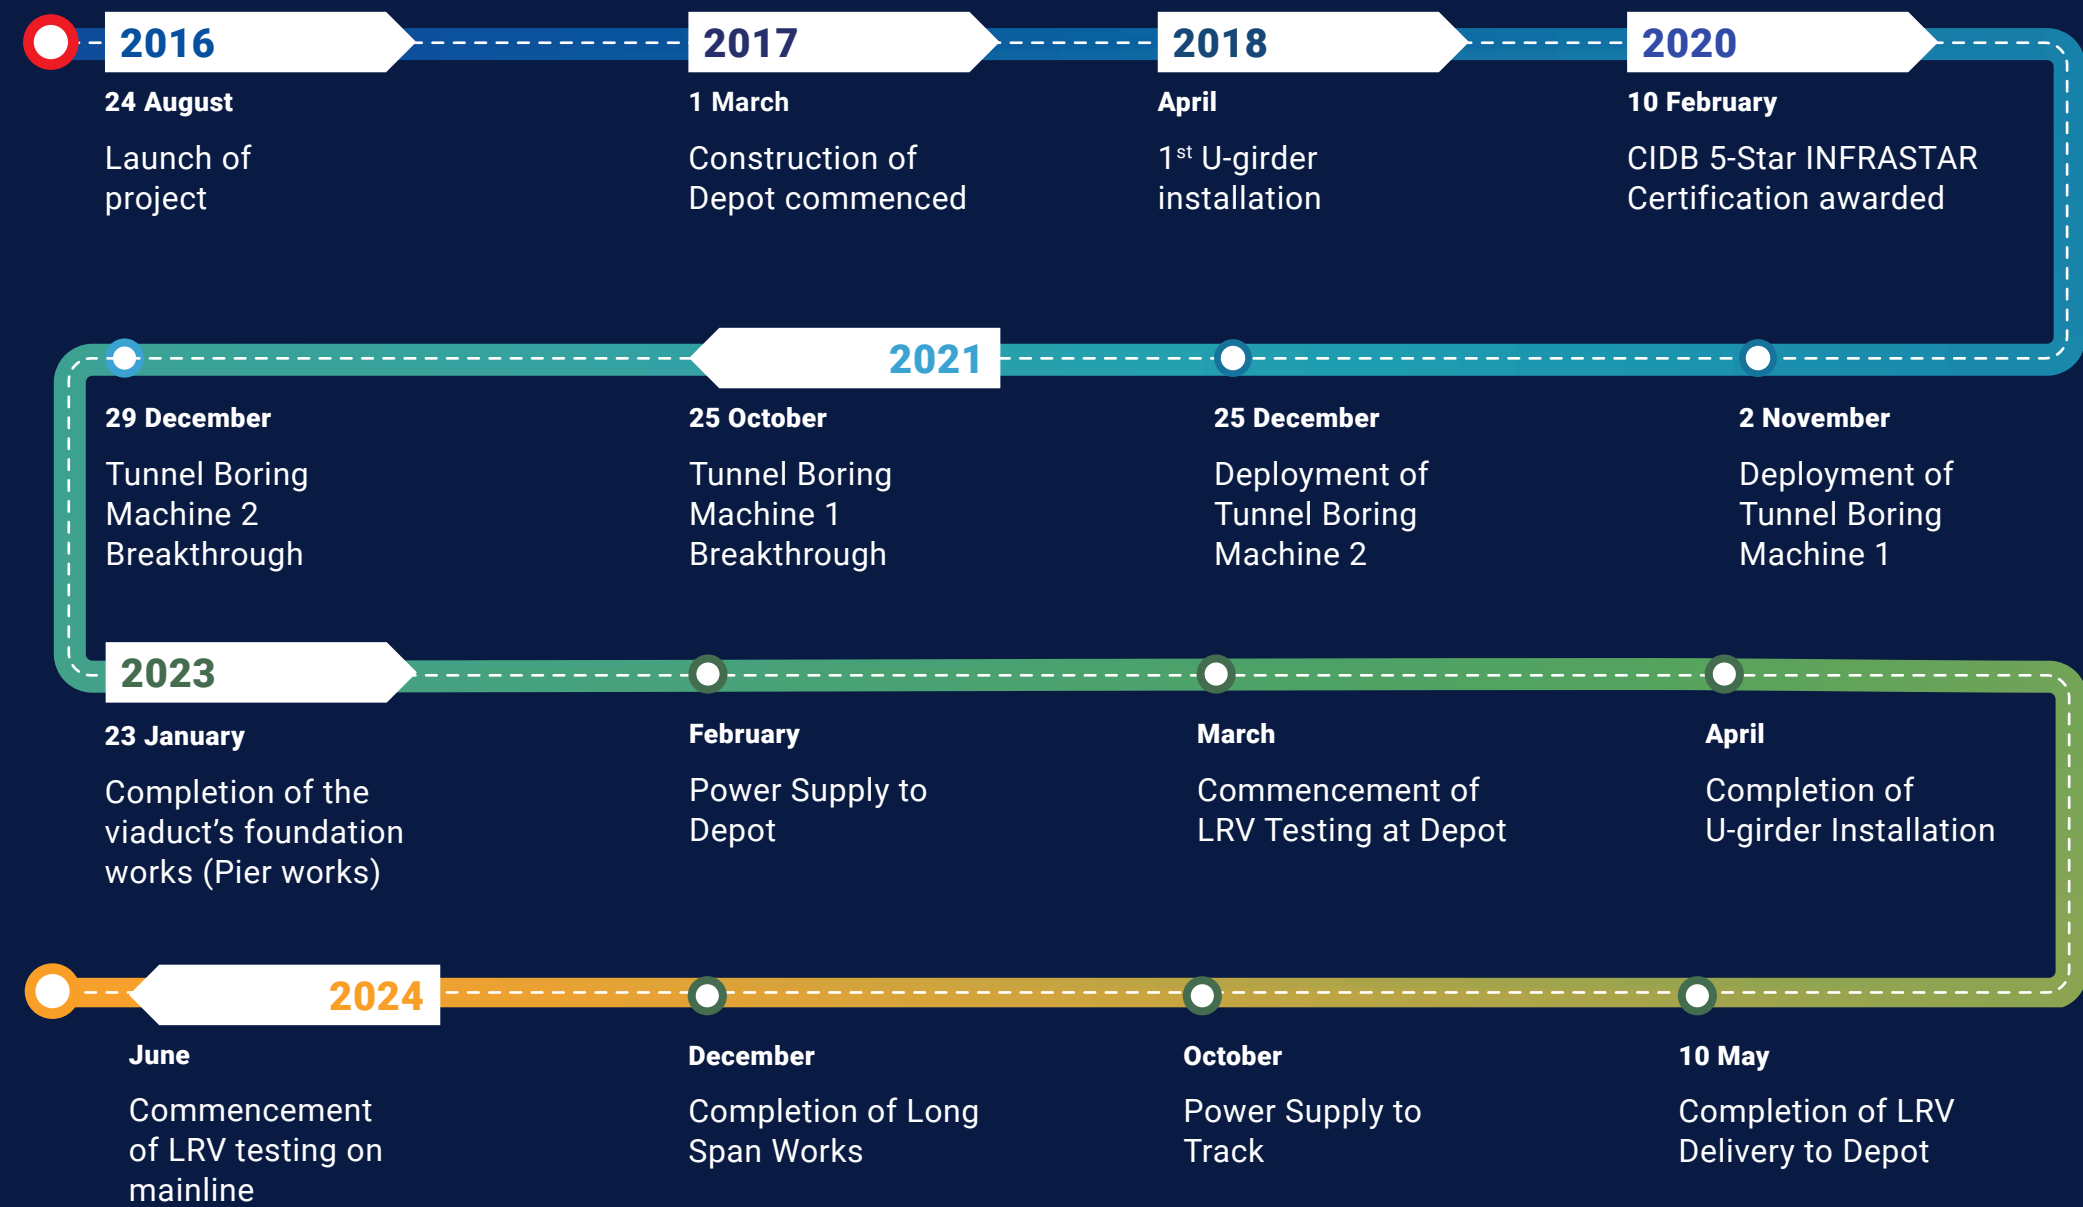 2016
24 August
Launch of
project
2017
1 March
Construction of
Depot commenced
2018
April
1st U-girder
installation
2020
10 February
CIDB 5-Star INFRASTAR
Certification awarded
2 November
Deployment of
Tunnel Boring
Machine 1
25 December
Deployment of
Tunnel Boring
Machine 2
2021
25 October
Tunnel Boring
Machine 1
Breakthrough
29 December
Tunnel Boring
Machine 2
Breakthrough
2023
23 January
Completion of the
viaduct’s foundation
works (Pier works)
February
Power Supply to
Depot
March
Commencement of
LRV Testing at Depot
April
Completion of
U-girder Installation
10 May
Completion of LRV
Delivery to Depot
October
Power Supply to
Track
December
Completion of Long
Span Works
2024
June
Commencement
of LRV testing on
mainline